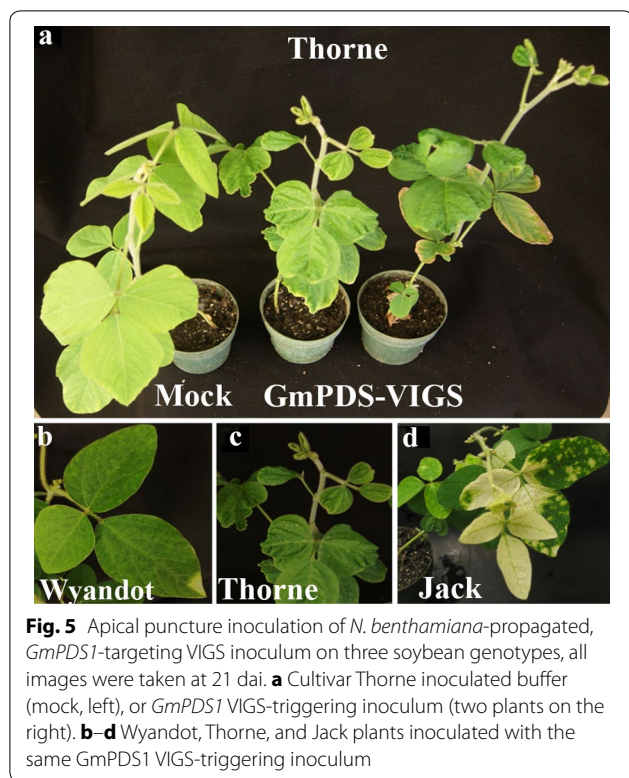 a
Thorne
Mock GmPDS-VIGS
b
Wyandot
c
Thorne
d
Jack
Fig. 5 Apical puncture inoculation of N. benthamiana-propagated,
GmPDS1-targeting VIGS inoculum on three soybean genotypes, all
images were taken at 21 dai. a Cultivar Thorne inoculated buffer
(mock, left), or GmPDS1 VIGS-triggering inoculum (two plants on the
right). b–d Wyandot, Thorne, and Jack plants inoculated with the
same GmPDS1 VIGS-triggering inoculum